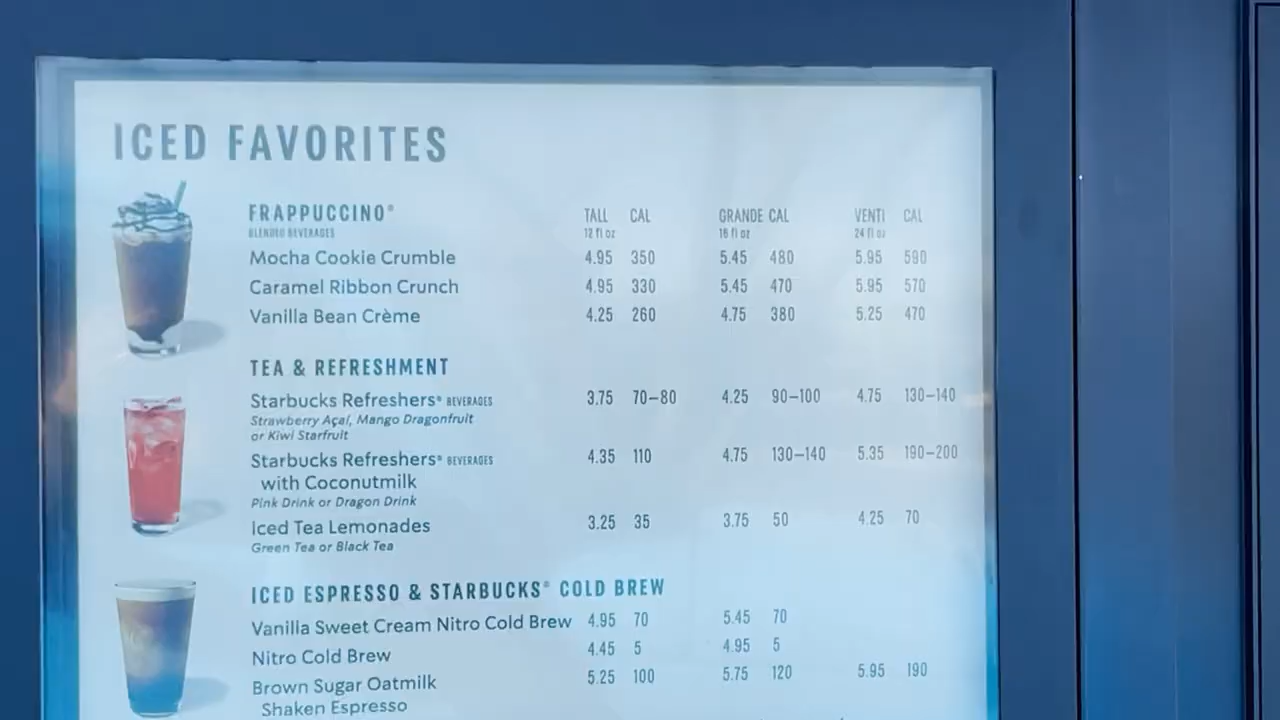 ICED FAVORITES
FRAPPUCCINO® TALL CAL GRANDE CAL VENTI CAL
BLENDED BEVERAGES 12 fl oz 16 fl oz 24 fl oz
Mocha Cookie Crumble 4.95 350 5.45 480 5.95 590
Caramel Ribbon Crunch 4.95 330 5.45 470 5.95 570
Vanilla Bean Crème 4.25 260 4.75 380 5.25 470
TEA & REFRESHMENT
Starbucks Refreshers® BEVERAGES 3.75 70–80 4.25 90–100 4.75 130–140
Strawberry Açaí, Mango Dragonfruit
or Kiwi Starfruit
Starbucks Refreshers® BEVERAGES 4.35 110 4.75 130–140 5.35 190–200
with Coconutmilk
Pink Drink or Dragon Drink
Iced Tea Lemonades 3.25 35 3.75 50 4.25 70
Green Tea or Black Tea
ICED ESPRESSO & STARBUCKS® COLD BREW
Vanilla Sweet Cream Nitro Cold Brew 4.95 70 5.45 70
Nitro Cold Brew 4.45 5 4.95 5
Brown Sugar Oatmilk 5.25 100 5.75 120 5.95 190
Shaken Espresso